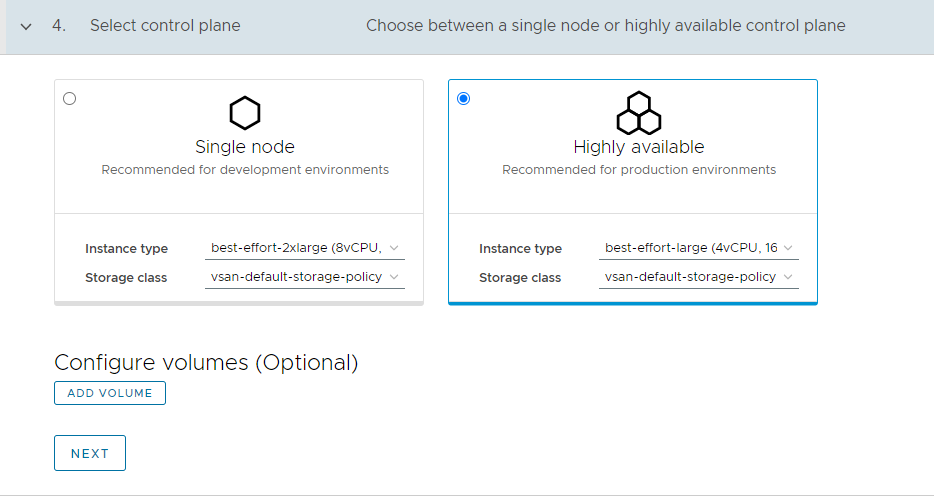 4. Select control plane Choose between a single node or highly available control plane
Single node
Recommended for development environments
Instance type best-effort-2xlarge (8vCPU,
Storage class vsan-default-storage-policy
Highly available
Recommended for production environments
Instance type best-effort-large (4vCPU, 16
Storage class vsan-default-storage-policy
Configure volumes (Optional)
ADD VOLUME
NEXT